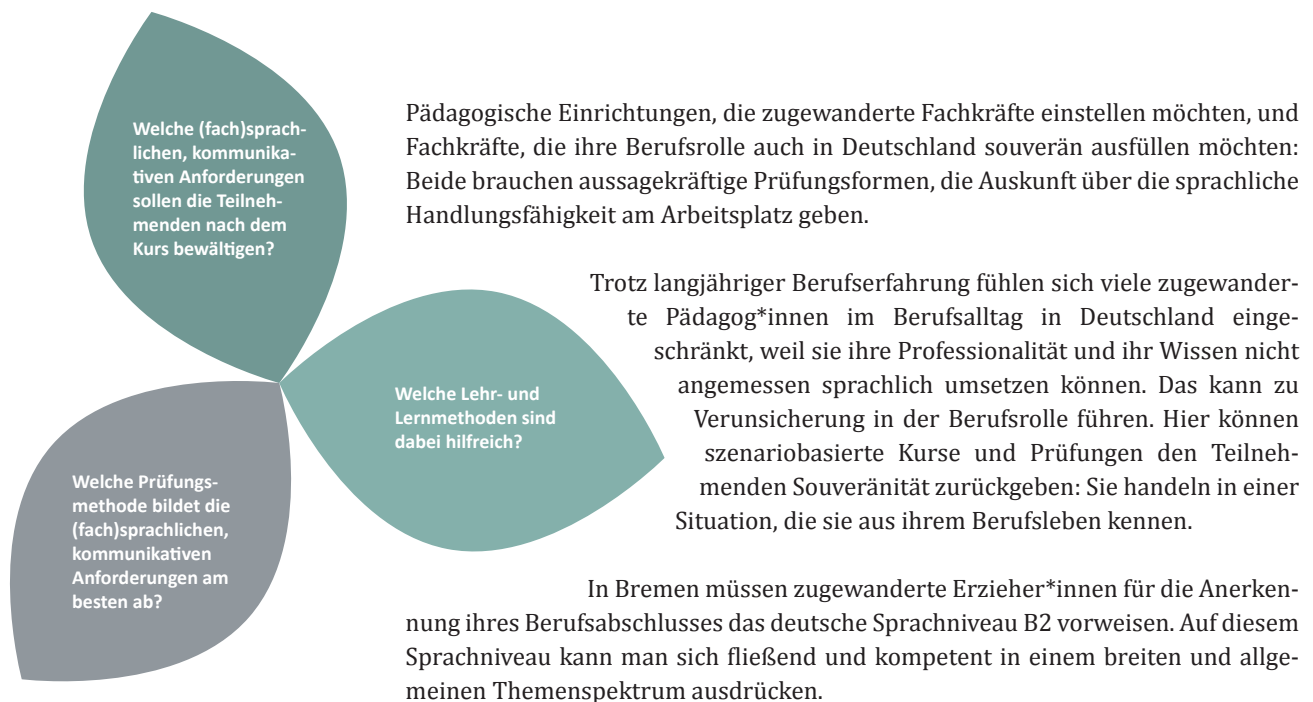 Welche (fach)sprach-
lichen, kommunika-
tiven Anforderungen
sollen die Teilneh-
menden nach dem
Kurs bewältigen?
Welche Lehr- und
Lernmethoden sind
dabei hilfreich?
Welche Prüfungs-
methode bildet die
(fach)sprachlichen,
kommunikativen
Anforderungen am
besten ab?
Pädagogische Einrichtungen, die zugewanderte Fachkräfte einstellen möchten, und
Fachkräfte, die ihre Berufsrolle auch in Deutschland souverän ausfüllen möchten:
Beide brauchen aussagekräftige Prüfungsformen, die Auskunft über die sprachliche
Handlungsfähigkeit am Arbeitsplatz geben.
Trotz langjähriger Berufserfahrung fühlen sich viele zugewander-
te Pädagog*innen im Berufsalltag in Deutschland einge-
schränkt, weil sie ihre Professionalität und ihr Wissen nicht
angemessen sprachlich umsetzen können. Das kann zu
Verunsicherung in der Berufsrolle führen. Hier können
szenariobasierte Kurse und Prüfungen den Teilneh-
menden Souveränität zurückgeben: Sie handeln in einer
Situation, die sie aus ihrem Berufsleben kennen.
In Bremen müssen zugewanderte Erzieher*innen für die Anerken-
nung ihres Berufsabschlusses das deutsche Sprachniveau B2 vorweisen. Auf diesem
Sprachniveau kann man sich fließend und kompetent in einem breiten und allge-
meinen Themenspektrum ausdrücken.